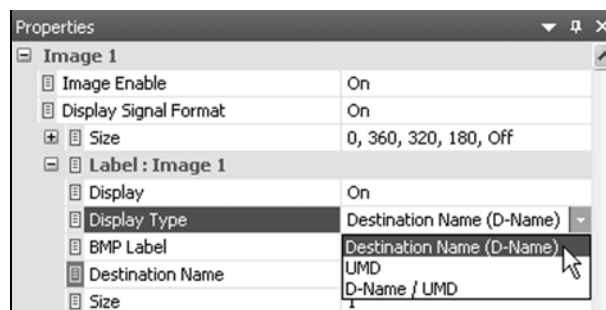 Properties
Image 1
Image Enable On
Display Signal Format On
Size 0, 360, 320, 180, Off
Label : Image 1
Display On
Display Type Destination Name (D-Name)
BMP Label Destination Name (D-Name)
Destination Name UMD
D-Name / UMD
Size